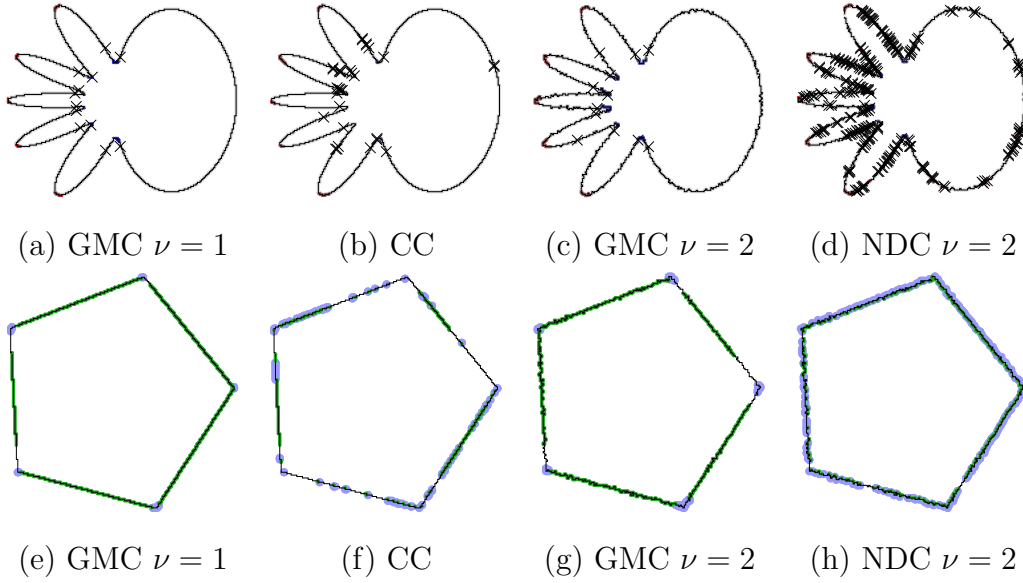 (a) GMC ν = 1 (b) CC (c) GMC ν = 2 (d) NDC ν = 2
(e) GMC ν = 1 (f) CC (g) GMC ν = 2 (h) NDC ν = 2